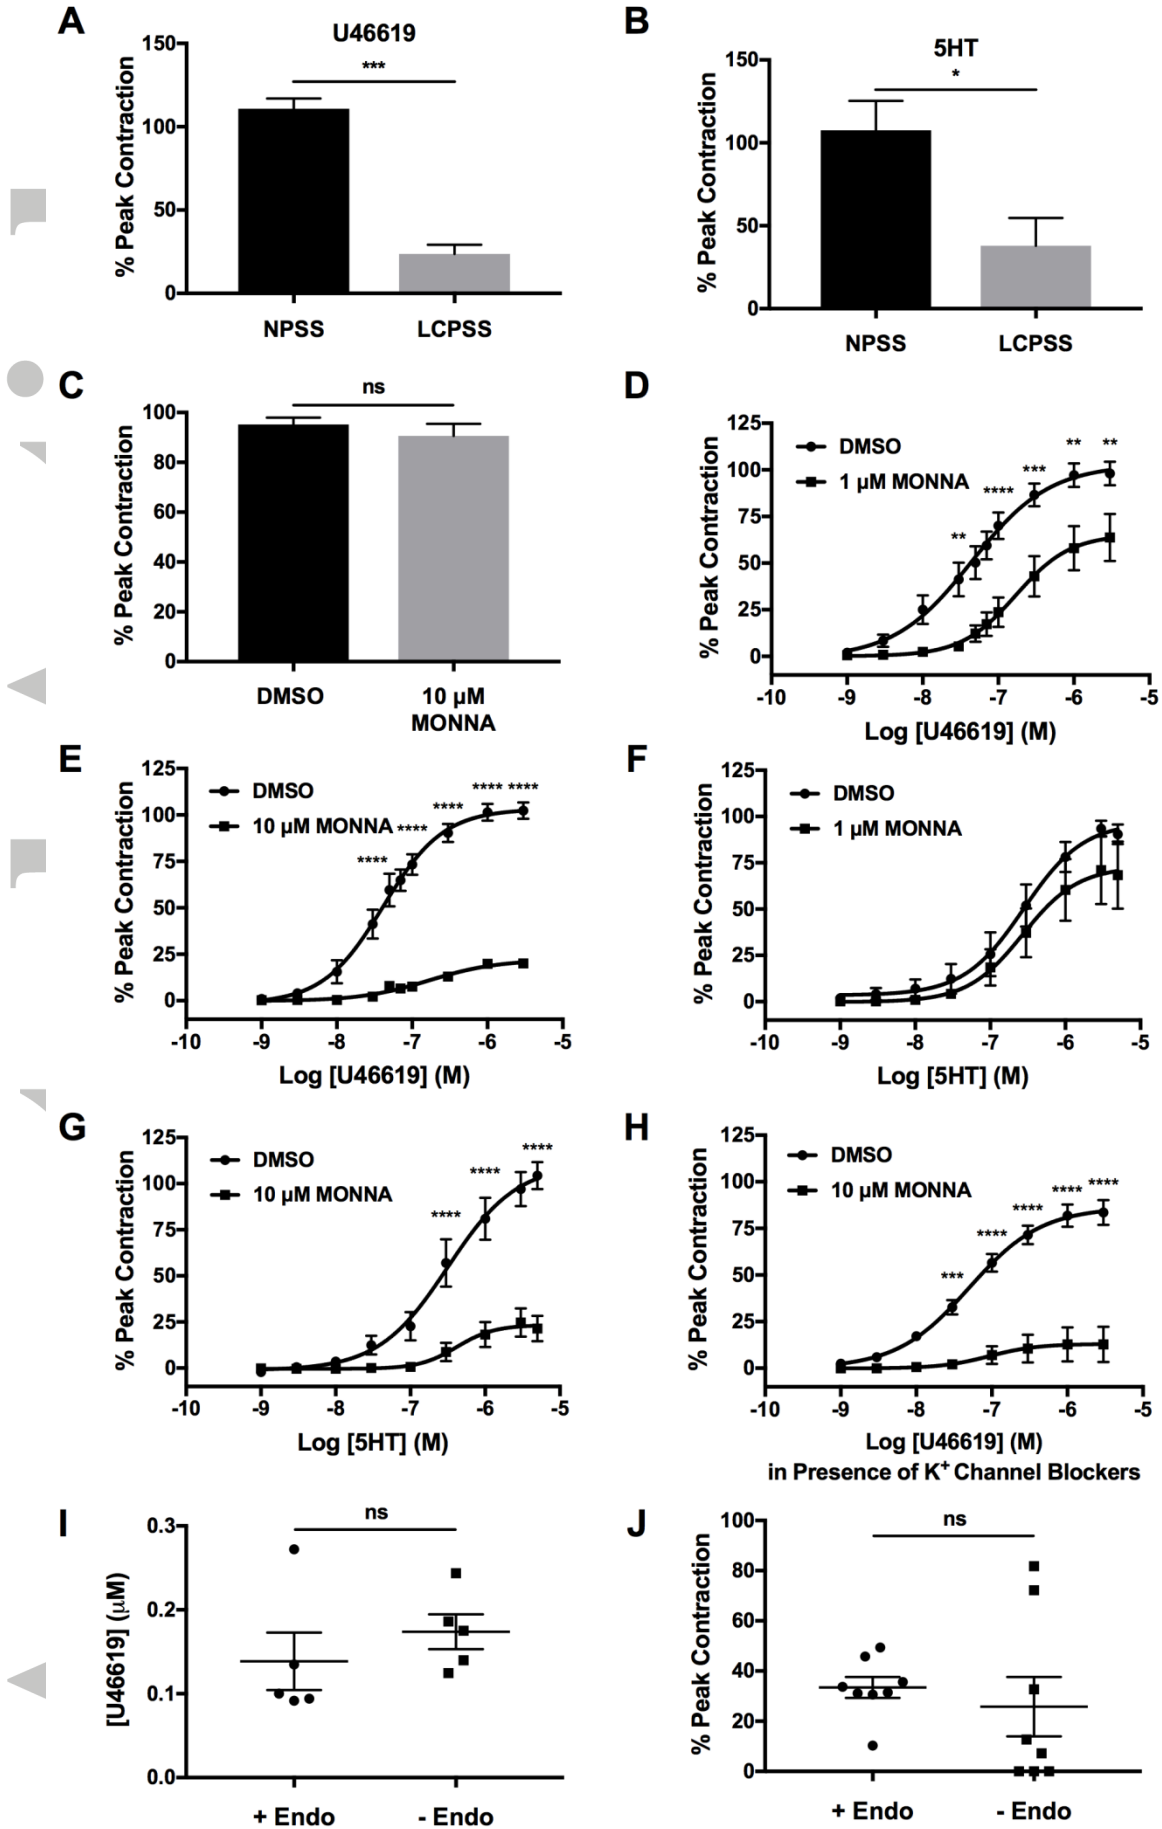 A
U46619
***
% Peak Contraction
150
100
50
0
NPSS
LCPSS
B
5HT
*
% Peak Contraction
150
100
50
0
NPSS
LCPSS
C
ns
% Peak Contraction
100
80
60
40
20
0
DMSO
10 µM
MONNA
D
% Peak Contraction
125
100
75
50
25
0
DMSO
1 µM MONNA
** **** *** ** **
-10 -9 -8 -7 -6 -5
Log [U46619] (M)
E
% Peak Contraction
125
100
75
50
25
0
DMSO
10 µM MONNA
**** **** **** **** ****
-10 -9 -8 -7 -6 -5
Log [U46619] (M)
F
% Peak Contraction
125
100
75
50
25
0
DMSO
1 µM MONNA
-10 -9 -8 -7 -6 -5
Log [5HT] (M)
G
% Peak Contraction
125
100
75
50
25
0
DMSO
10 µM MONNA
**** **** ****
-10 -9 -8 -7 -6 -5
Log [5HT] (M)
H
% Peak Contraction
125
100
75
50
25
0
DMSO
10 µM MONNA
*** **** **** **** ****
-10 -9 -8 -7 -6 -5
Log [U46619] (M)
in Presence of K⁺ Channel Blockers
I
ns
[U46619] (µM)
0.3
0.2
0.1
0.0
+ Endo
- Endo
J
ns
% Peak Contraction
100
80
60
40
20
0
+ Endo
- Endo